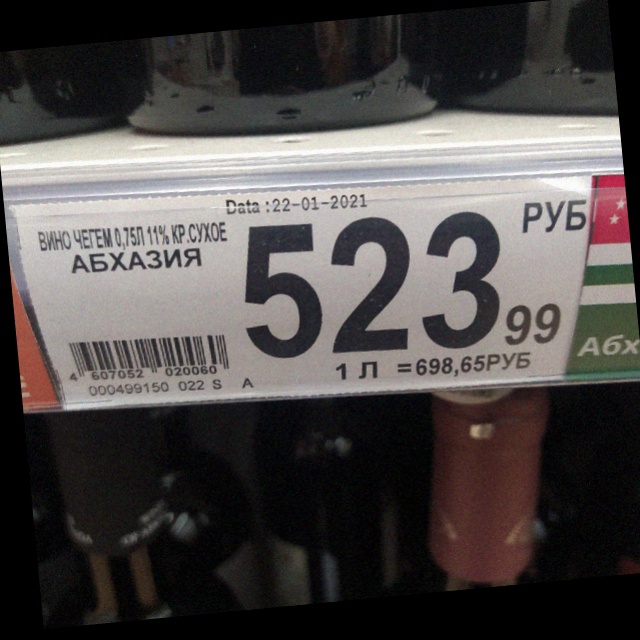 Data :22-01-2021
ВИНО ЧЕГЕМ 0,75Л 11% КР.СУХОЕ
АБХАЗИЯ
523 99 РУБ
4 607052 020060
000499150 022 S A
1 Л =698,65РУБ
Абх